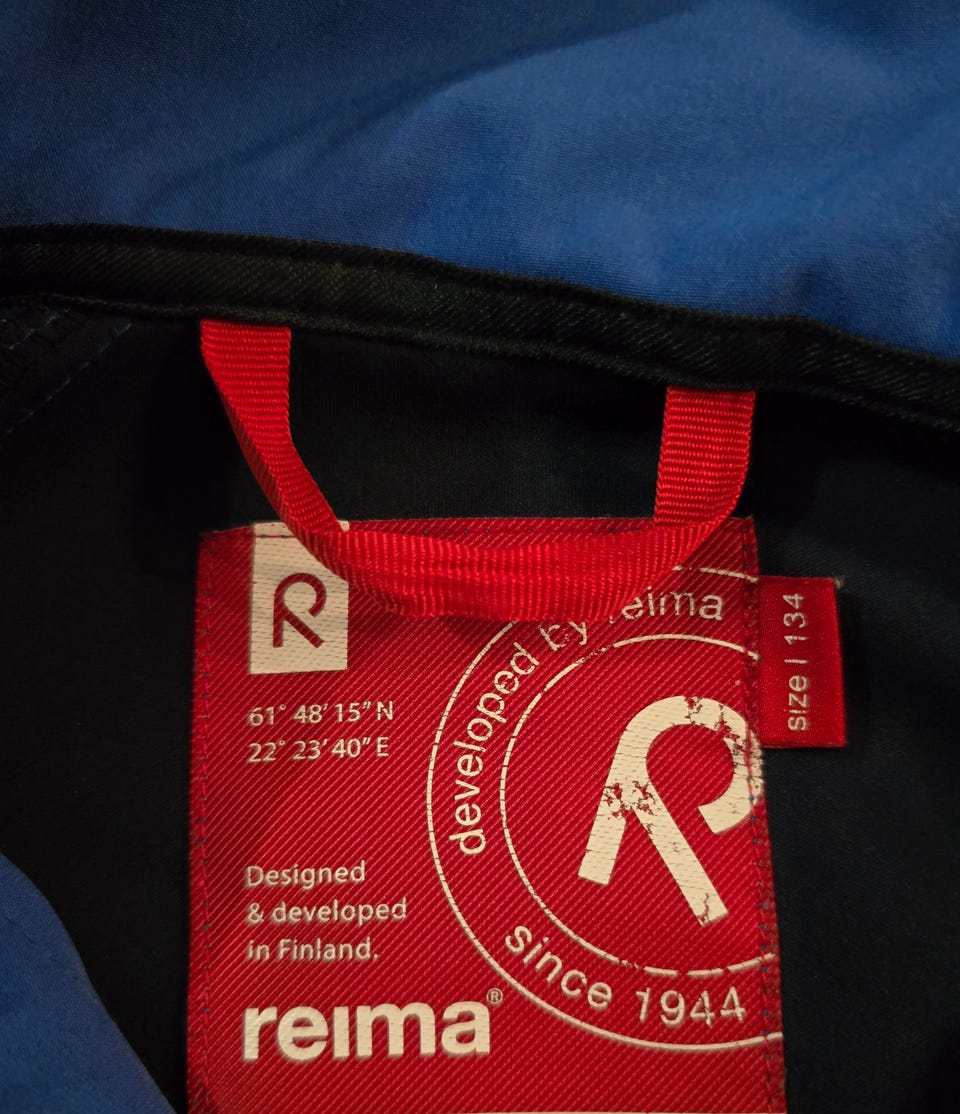 R
61° 48' 15" N
22° 23' 40" E
Designed
& developed
in Finland.
reima®
developed by reima
R
since 1944
size | 134